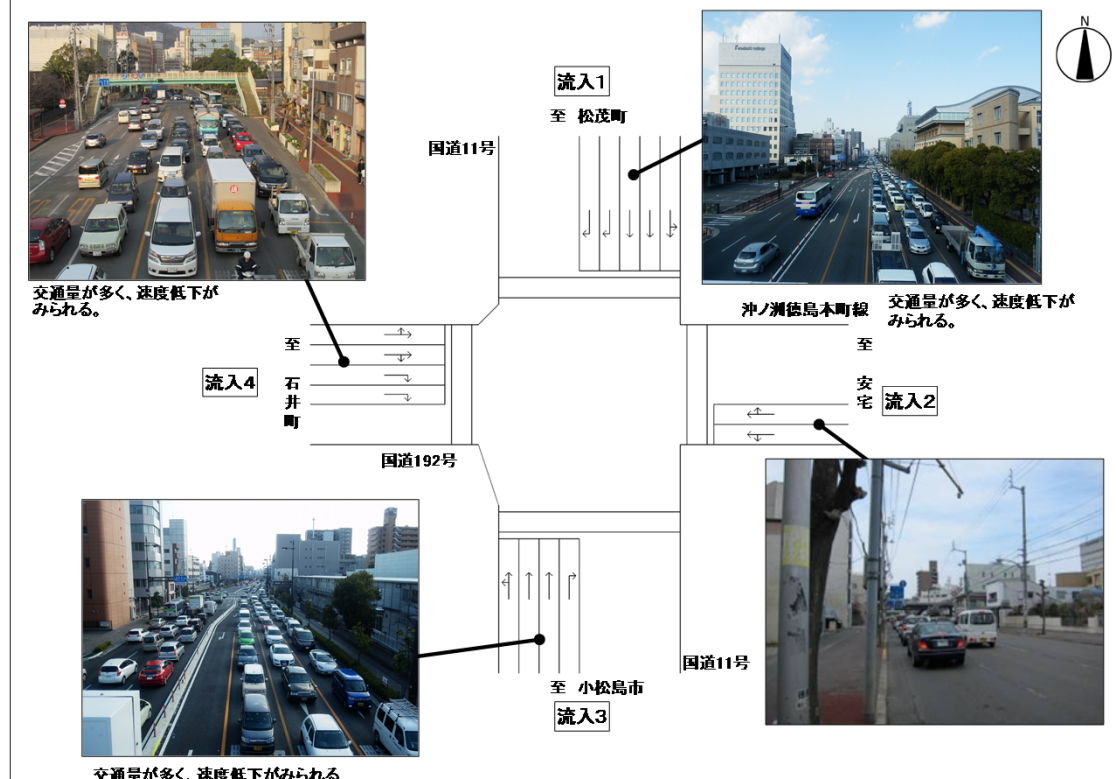 N
流入1
至 松茂町
国道11号
交通量が多く、速度低下が
みられる。
沖ノ洲徳島本町線
交通量が多く、速度低下が
みられる。
至 石井町
流入4
至 安宅
流入2
国道192号
国道11号
至 小松島市
流入3
交通量が多く、速度低下がみられる